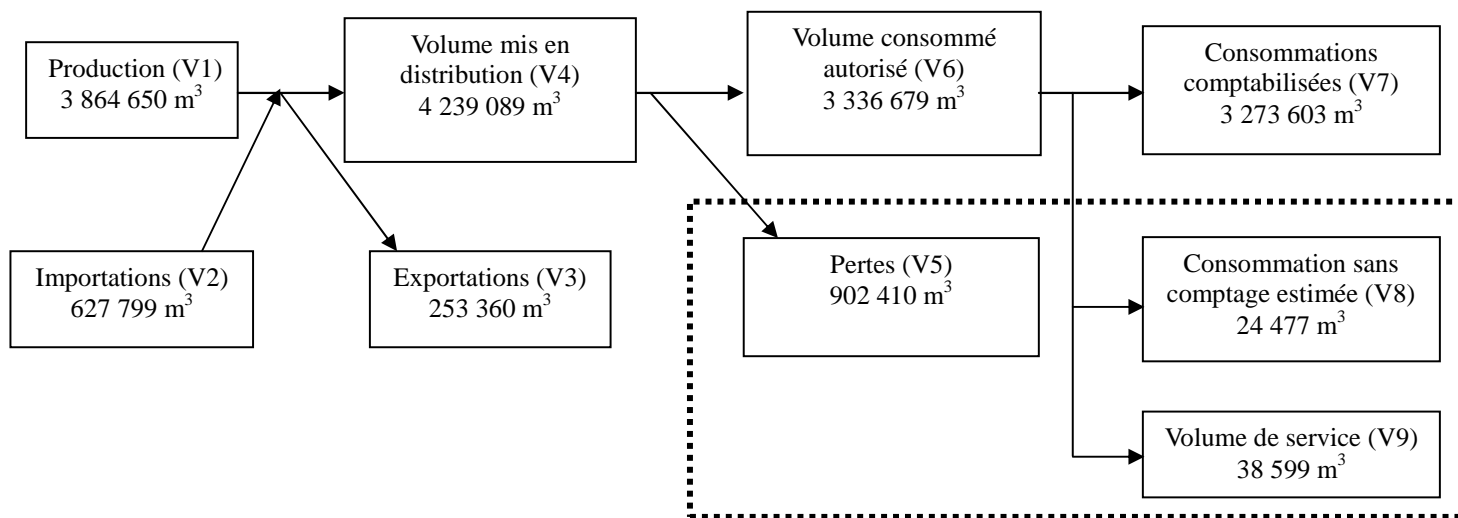 Production (V1)
3 864 650 m³
Volume mis en
distribution (V4)
4 239 089 m³
Volume consommé
autorisé (V6)
3 336 679 m³
Consommations
comptabilisées (V7)
3 273 603 m³
Importations (V2)
627 799 m³
Exportations (V3)
253 360 m³
Pertes (V5)
902 410 m³
Consommation sans
comptage estimée (V8)
24 477 m³
Volume de service (V9)
38 599 m³